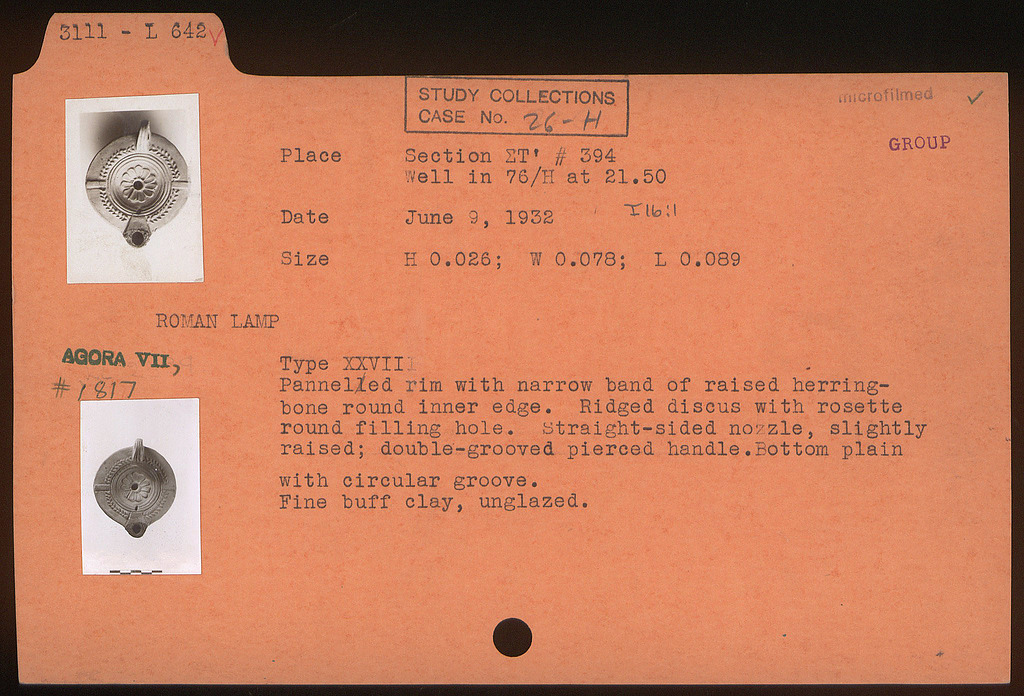 3111 - L 642 ✓
STUDY COLLECTIONS
CASE No. 26-H
microfilmed ✓
GROUP
Place Section ΣT' # 394
Well in 76/H at 21.50
Date June 9, 1932 I16:1
Size H 0.026; W 0.078; L 0.089
ROMAN LAMP
AGORA VII,
# 1817
Type XXVII
Pannelled rim with narrow band of raised herring-
bone round inner edge. Ridged discus with rosette
round filling hole. Straight-sided nozzle, slightly
raised; double-grooved pierced handle.Bottom plain
with circular groove.
Fine buff clay, unglazed.